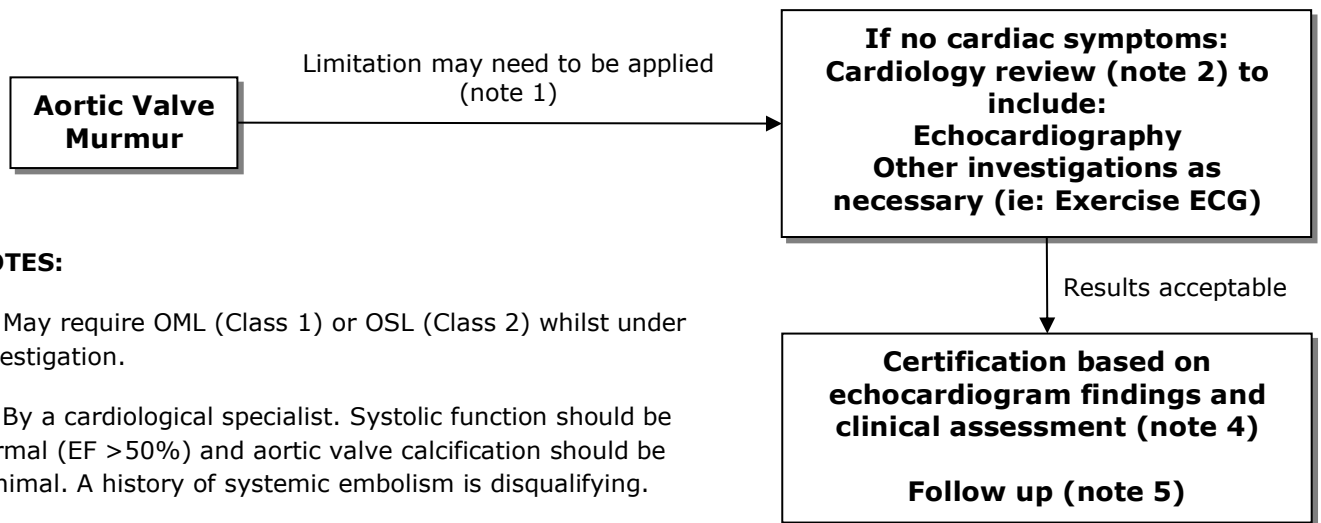 Aortic Valve
Murmur
Limitation may need to be applied
(note 1)
If no cardiac symptoms:
Cardiology review (note 2) to
include:
Echocardiography
Other investigations as
necessary (ie: Exercise ECG)
Results acceptable
Certification based on
echocardiogram findings and
clinical assessment (note 4)
Follow up (note 5)
OTES:
May require OML (Class 1) or OSL (Class 2) whilst under
estigation.
By a cardiological specialist. Systolic function should be
rmal (EF >50%) and aortic valve calcification should be
nimal. A history of systemic embolism is disqualifying.